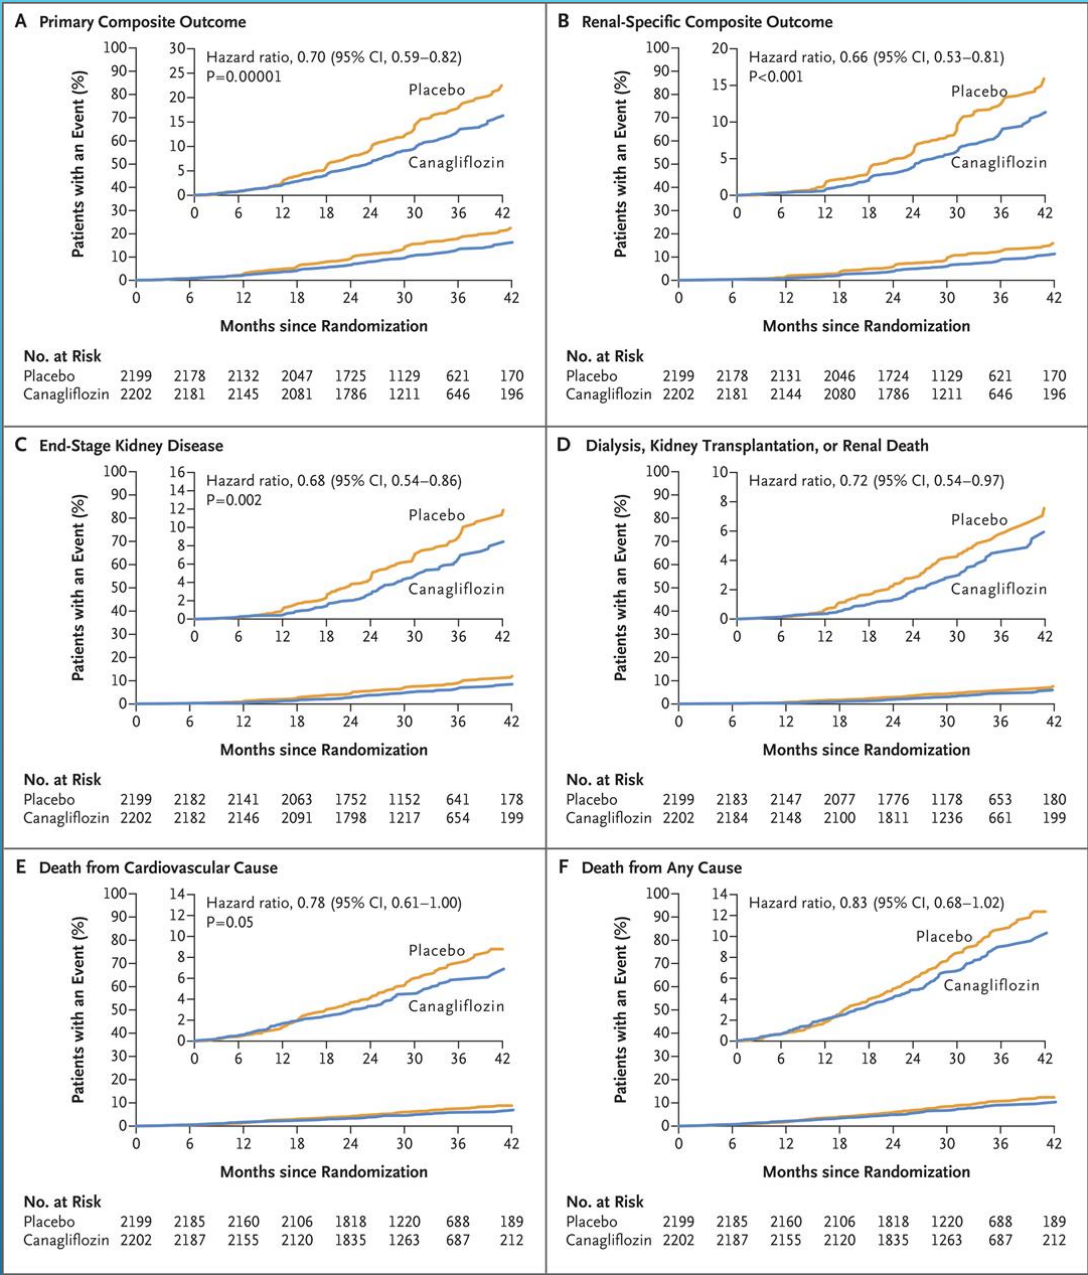 A Primary Composite Outcome
Patients with an Event (%)
100
90
80
70
60
50
40
30
20
10
0
30
25
20
15
10
5
0
Hazard ratio, 0.70 (95% CI, 0.59–0.82)
P=0.00001
Placebo
Canagliflozin
0 6 12 18 24 30 36 42
0 6 12 18 24 30 36 42
Months since Randomization
No. at Risk
Placebo 2199 2178 2132 2047 1725 1129 621 170
Canagliflozin 2202 2181 2145 2081 1786 1211 646 196
B Renal-Specific Composite Outcome
Patients with an Event (%)
100
90
80
70
60
50
40
30
20
10
0
20
15
10
5
0
Hazard ratio, 0.66 (95% CI, 0.53–0.81)
P<0.001
Placebo
Canagliflozin
0 6 12 18 24 30 36 42
0 6 12 18 24 30 36 42
Months since Randomization
No. at Risk
Placebo 2199 2178 2131 2046 1724 1129 621 170
Canagliflozin 2202 2181 2144 2080 1786 1211 646 196
C End-Stage Kidney Disease
Patients with an Event (%)
100
90
80
70
60
50
40
30
20
10
0
16
14
12
10
8
6
4
2
0
Hazard ratio, 0.68 (95% CI, 0.54–0.86)
P=0.002
Placebo
Canagliflozin
0 6 12 18 24 30 36 42
0 6 12 18 24 30 36 42
Months since Randomization
No. at Risk
Placebo 2199 2182 2141 2063 1752 1152 641 178
Canagliflozin 2202 2182 2146 2091 1798 1217 654 199
D Dialysis, Kidney Transplantation, or Renal Death
Patients with an Event (%)
100
90
80
70
60
50
40
30
20
10
0
10
8
6
4
2
0
Hazard ratio, 0.72 (95% CI, 0.54–0.97)
Placebo
Canagliflozin
0 6 12 18 24 30 36 42
0 6 12 18 24 30 36 42
Months since Randomization
No. at Risk
Placebo 2199 2183 2147 2077 1776 1178 653 180
Canagliflozin 2202 2184 2148 2100 1811 1236 661 199
E Death from Cardiovascular Cause
Patients with an Event (%)
100
90
80
70
60
50
40
30
20
10
0
14
12
10
8
6
4
2
0
Hazard ratio, 0.78 (95% CI, 0.61–1.00)
P=0.05
Placebo
Canagliflozin
0 6 12 18 24 30 36 42
0 6 12 18 24 30 36 42
Months since Randomization
No. at Risk
Placebo 2199 2185 2160 2106 1818 1220 688 189
Canagliflozin 2202 2187 2155 2120 1835 1263 687 212
F Death from Any Cause
Patients with an Event (%)
100
90
80
70
60
50
40
30
20
10
0
14
12
10
8
6
4
2
0
Hazard ratio, 0.83 (95% CI, 0.68–1.02)
Placebo
Canagliflozin
0 6 12 18 24 30 36 42
0 6 12 18 24 30 36 42
Months since Randomization
No. at Risk
Placebo 2199 2185 2160 2106 1818 1220 688 189
Canagliflozin 2202 2187 2155 2120 1835 1263 687 212